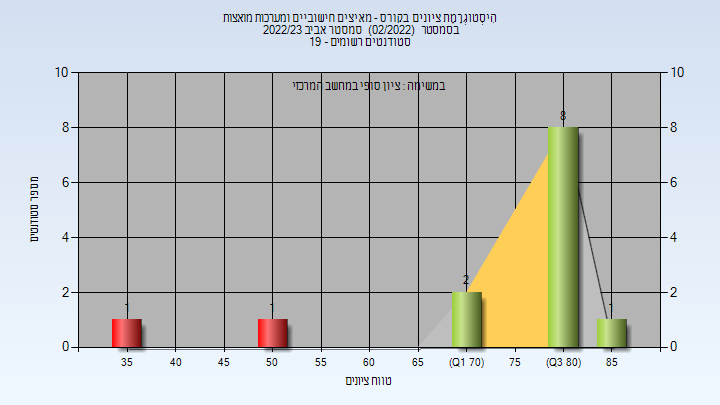 היסטוגרמת ציונים בקורס - מאיצים חישוביים ומערכות מואצות
בסמסטר (02/2022) סמסטר אביב 2022/23
סטודנטים רשומים - 19
במשימה : ציון סופי במחשב המרכזי
מספר סטודנטים
10 10
8 8
6 6
4 4
2 2
0 0
1 1 2 8 1
35 40 45 50 55 60 65 (Q1 70) 75 (Q3 80) 85
טווח ציונים